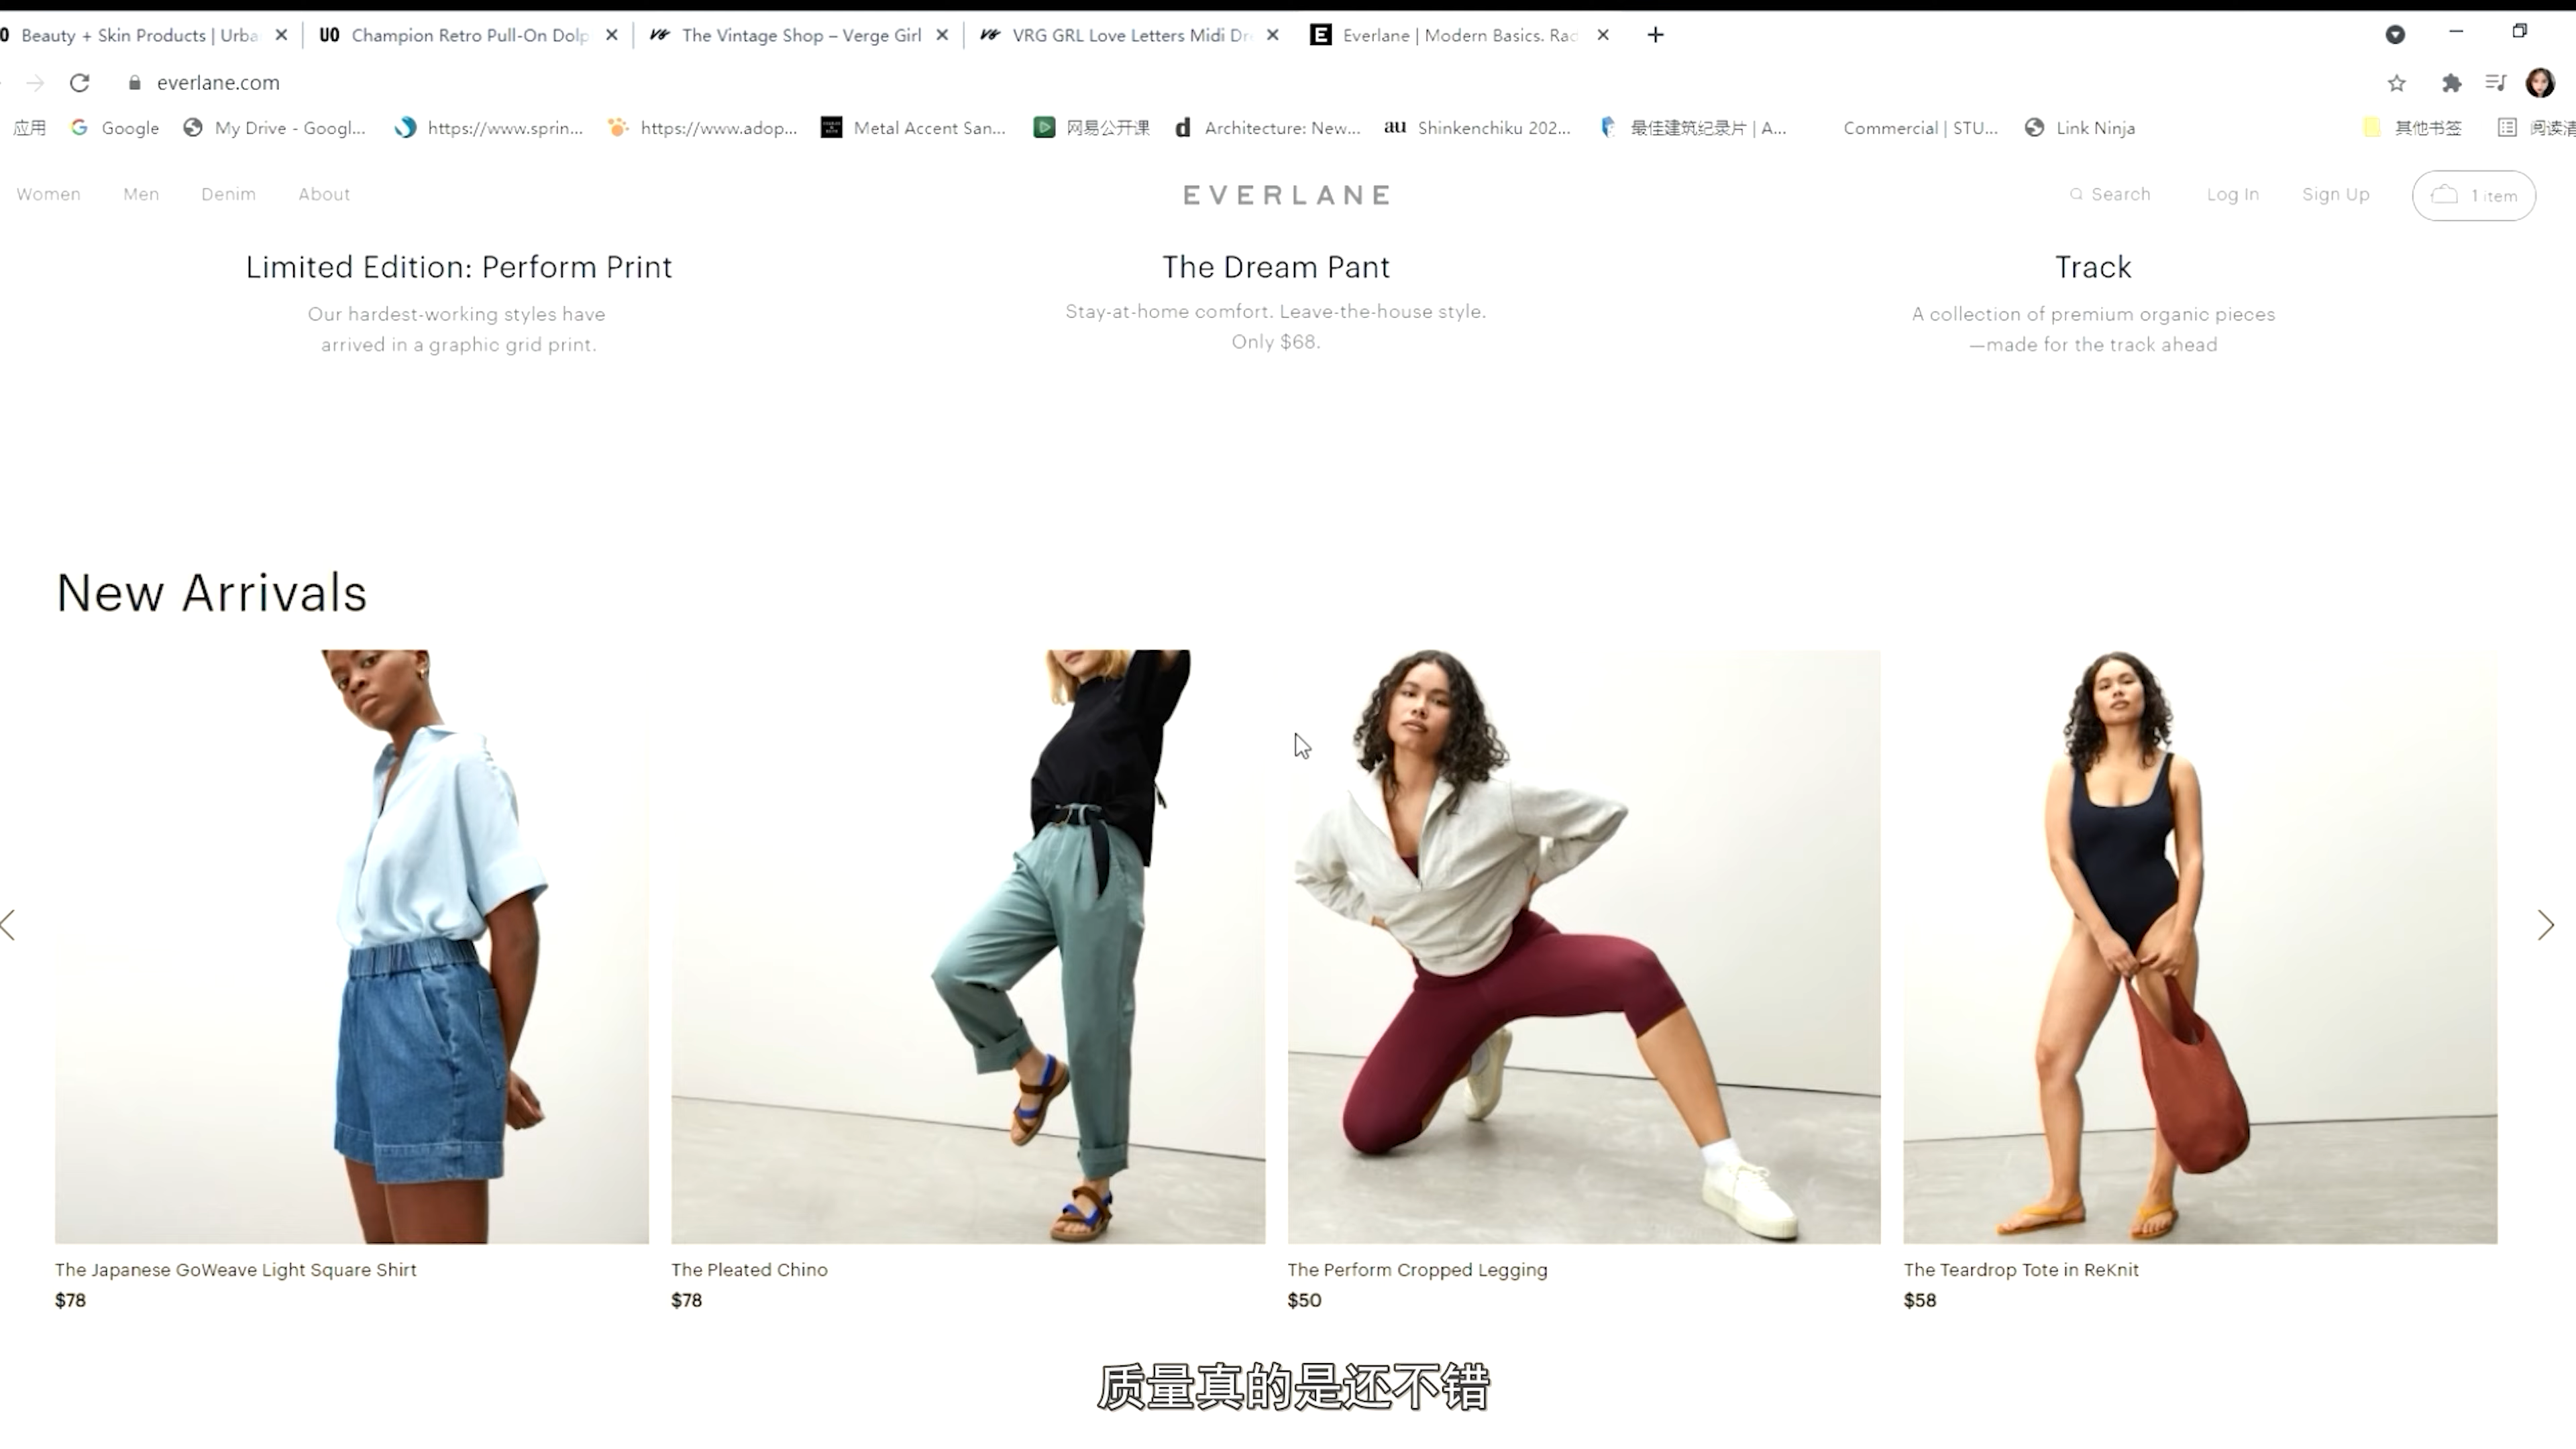 Beauty + Skin Products | Urba
UO Champion Retro Pull-On Dolp
The Vintage Shop – Verge Girl
VRG GRL Love Letters Midi Dr
E Everlane | Modern Basics. Rad
everlane.com
应用 Google My Drive - Googl... https://www.sprin... https://www.adop... Metal Accent San... 网易公开课 d Architecture: New... au Shinkenchiku 202... 最佳建筑纪录片 | A... Commercial | STU... Link Ninja 其他书签
Women Men Denim About EVERLANE Search Log In Sign Up 1 item
Limited Edition: Perform Print
Our hardest-working styles have
arrived in a graphic grid print.
The Dream Pant
Stay-at-home comfort. Leave-the-house style.
Only $68.
Track
A collection of premium organic pieces
—made for the track ahead
New Arrivals
The Japanese GoWeave Light Square Shirt
$78
The Pleated Chino
$78
The Perform Cropped Legging
$50
The Teardrop Tote in ReKnit
$58
质量真的是还不错